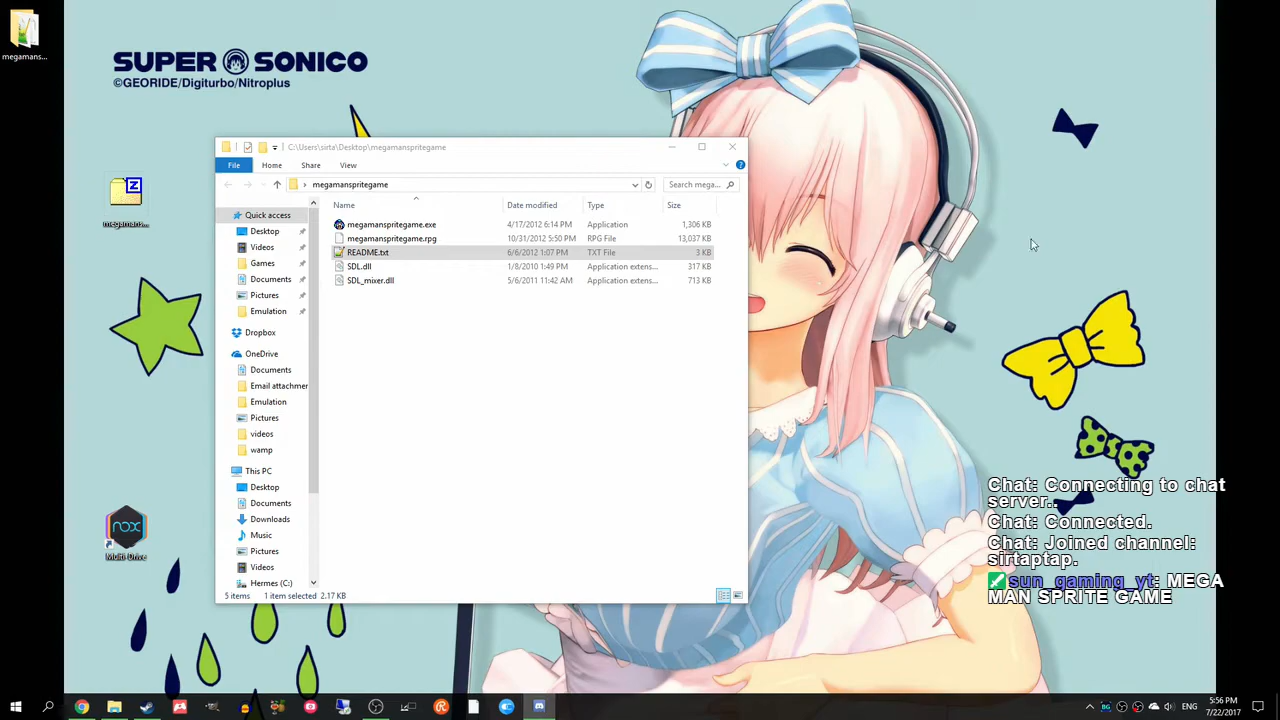 megamans...
SUPER SONICO
©GEORIDE/Digiturbo/Nitroplus
C:\Users\sirta\Desktop\megamanspritegame
File
Home
Share
View
megamanspritegame
Search mega...
megamans...
Name
Date modified
Type
Size
megamanspritegame.exe
4/17/2012 6:14 PM
Application
1,306 KB
megamanspritegame.rpg
10/31/2012 5:50 PM
RPG File
13,037 KB
README.txt
6/6/2012 1:07 PM
TXT File
3 KB
SDL.dll
1/8/2010 1:49 PM
Application extens...
317 KB
SDL_mixer.dll
5/6/2011 11:42 AM
Application extens...
713 KB
Quick access
Desktop
Videos
Games
Documents
Pictures
Emulation
Dropbox
OneDrive
Documents
Email attachmer
Emulation
Pictures
videos
wamp
This PC
Desktop
Documents
Downloads
Music
Pictures
Videos
Hermes (C:)
5 items
1 item selected 2.17 KB
nox
Multi-Drive
Chat: Connecting to chat
server..
Chat: Connected.
Chat: Joined channel:
sirtaptap.
sun_gaming_yt: MEGA
MAN SPRITE GAME
ENG
5:56 PM
7/22/2017